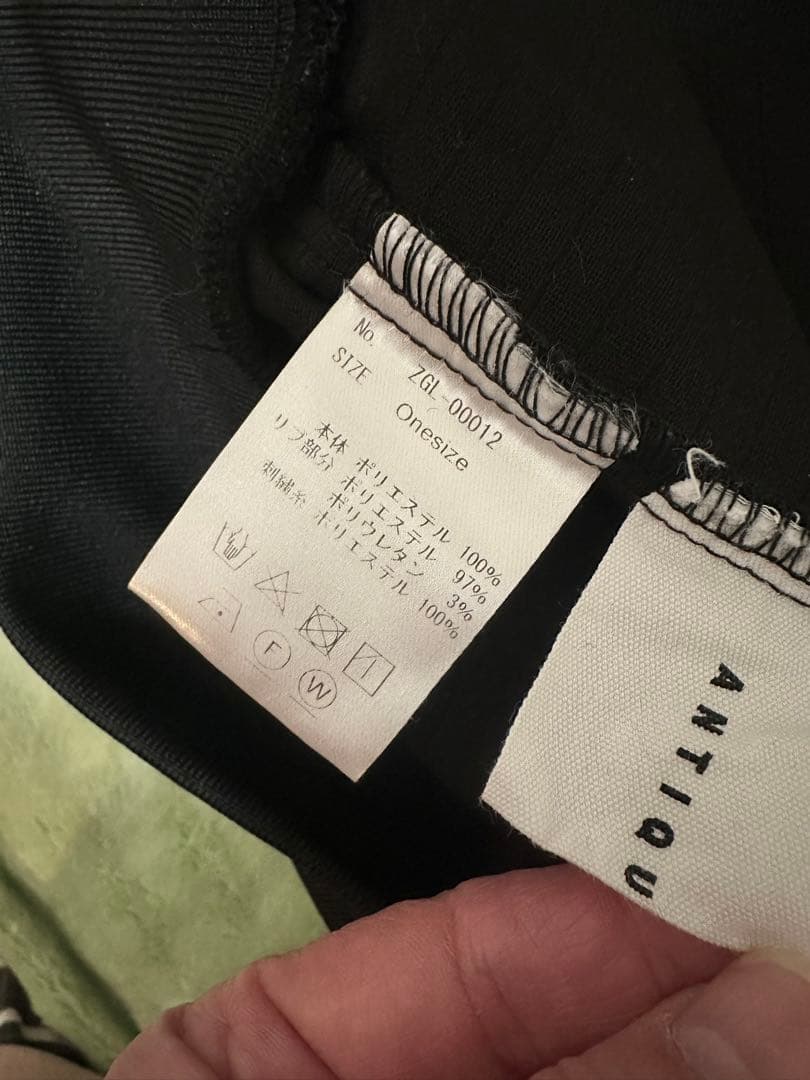 No. ZGL-00012
SIZE Onesize
本体 ポリエステル 100%
リブ部分 ポリエステル 97%
ポリウレタン 3%
刺繍糸 ポリエステル 100%
F
W
ANTIQU